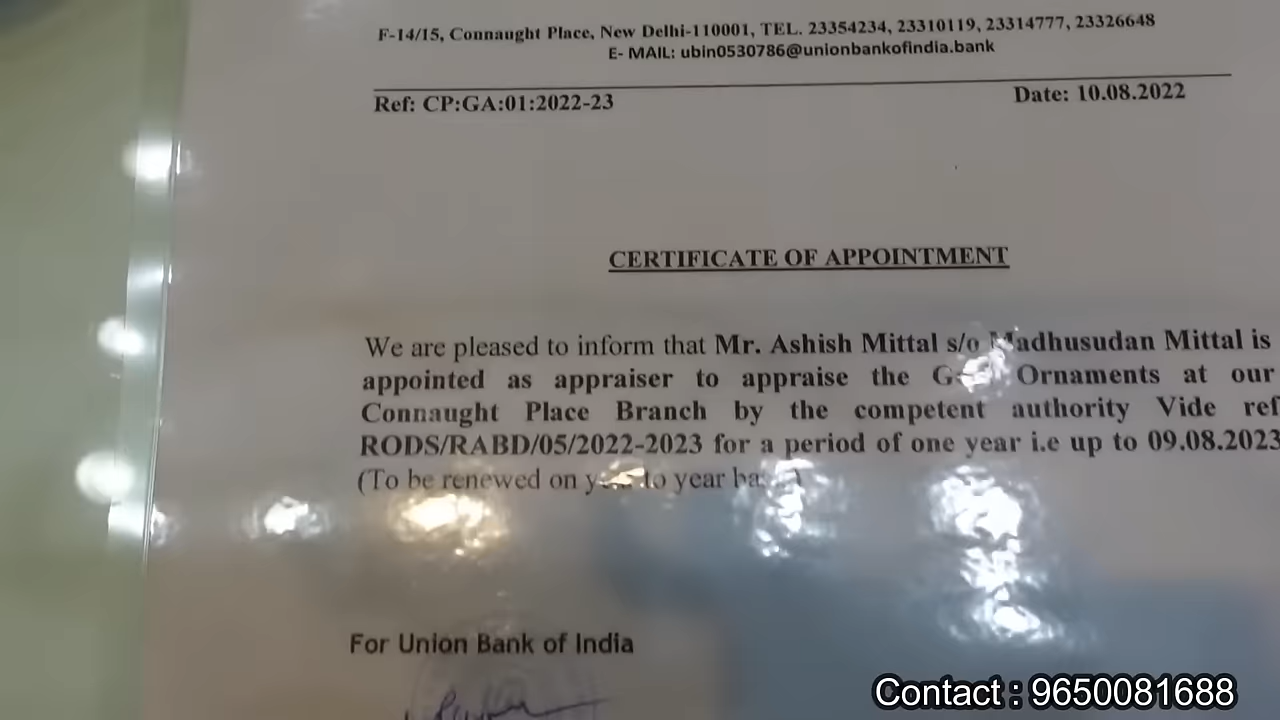 F-14/15, Connaught Place, New Delhi-110001, TEL. 23354234, 23310119, 23314777, 23326648
E- MAIL: ubin0530786@unionbankofindia.bank
Ref: CP:GA:01:2022-23
Date: 10.08.2022
CERTIFICATE OF APPOINTMENT
We are pleased to inform that Mr. Ashish Mittal s/o Madhusudan Mittal is
appointed as appraiser to appraise the Ornaments at our
Connaught Place Branch by the competent authority Vide ref
RODS/RABD/05/2022-2023 for a period of one year i.e up to 09.08.2023
(To be renewed on to year
For Union Bank of India
Contact : 9650081688